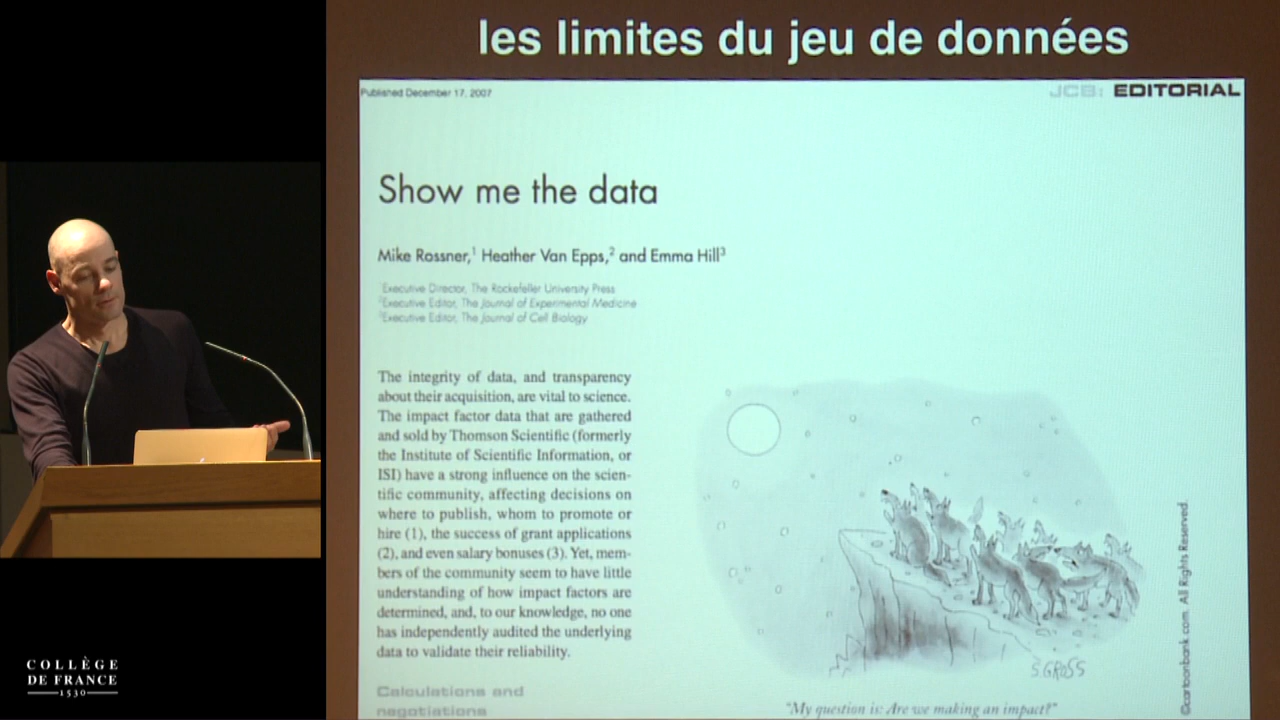 les limites du jeu de données
Published December 17, 2007
JCB: EDITORIAL
Show me the data
Mike Rossner,¹ Heather Van Epps,² and Emma Hill³
¹Executive Director, The Rockefeller University Press
²Executive Editor, The Journal of Experimental Medicine
³Executive Editor, The Journal of Cell Biology
The integrity of data, and transparency
about their acquisition, are vital to science.
The impact factor data that are gathered
and sold by Thomson Scientific (formerly
the Institute of Scientific Information, or
ISI) have a strong influence on the scien-
tific community, affecting decisions on
where to publish, whom to promote or
hire (1), the success of grant applications
(2), and even salary bonuses (3). Yet, mem-
bers of the community seem to have little
understanding of how impact factors are
determined, and, to our knowledge, no one
has independently audited the underlying
data to validate their reliability.
Calculations and
negotiations
S.GROSS
©cartoonbank.com. All Rights Reserved.
"My question is: Are we making an impact?"
COLLÈGE
DE FRANCE
1530